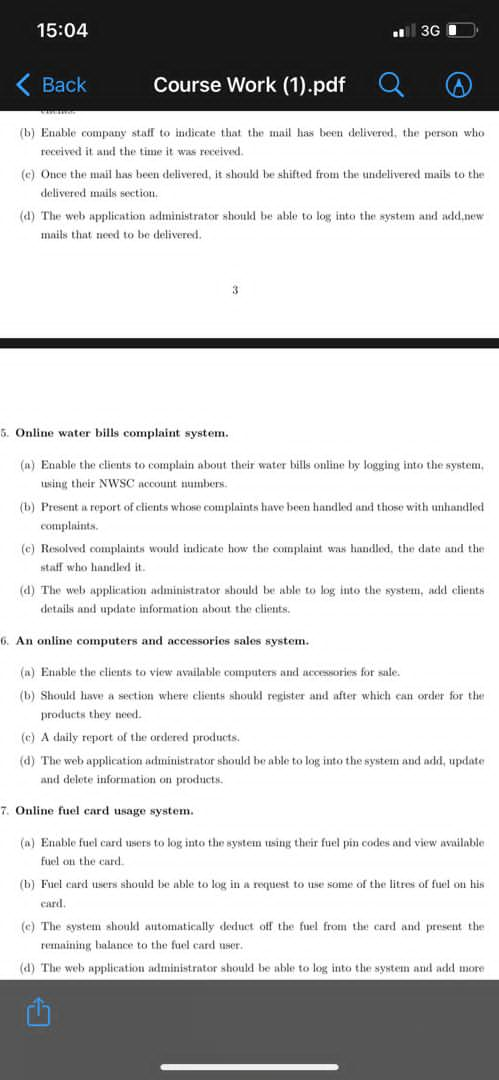 15:04
3G
Back
Course Work (1).pdf
(b) Enable company staff to indicate that the mail has been delivered, the person who
received it and the time it was received.
(c) Once the mail has been delivered, it should be shifted from the undelivered mails to the
delivered mails section.
(d) The web application administrator should be able to log into the system and add,new
mails that need to be delivered.
3
5. Online water bills complaint system.
(a) Enable the clients to complain about their water bills online by logging into the system,
using their NWSC account numbers.
(b) Present a report of clients whose complaints have been handled and those with unhandled
complaints.
(c) Resolved complaints would indicate how the complaint was handled, the date and the
staff who handled it.
(d) The web application administrator should be able to log into the system, add clients
details and update information about the clients.
6. An online computers and accessories sales system.
(a) Enable the clients to view available computers and accessories for sale.
(b) Should have a section where clients should register and after which can order for the
products they need.
(c) A daily report of the ordered products.
(d) The web application administrator should be able to log into the system and add, update
and delete information on products.
7. Online fuel card usage system.
(a) Enable fuel card users to log into the system using their fuel pin codes and view available
fuel on the card.
(b) Fuel card users should be able to log in a request to use some of the litres of fuel on his
card.
(c) The system should automatically deduct off the fuel from the card and present the
remaining balance to the fuel card user.
(d) The web application administrator should be able to log into the system and add more